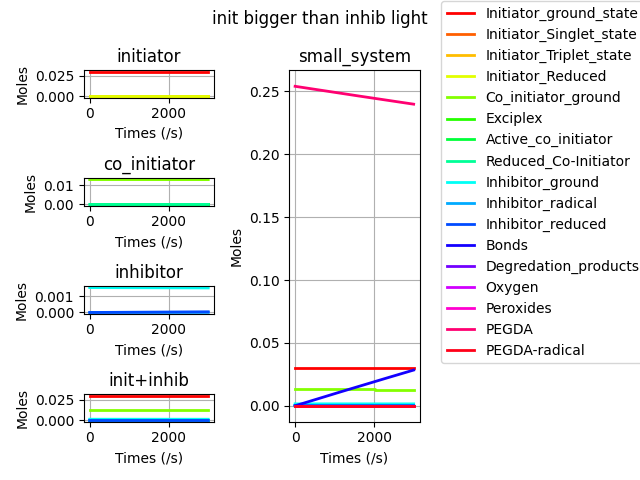 init bigger than inhib light
initiator
0.025
0.000
Moles
0 2000
Times (/s)
co_initiator
0.01
0.00
Moles
0 2000
Times (/s)
inhibitor
0.001
0.000
Moles
0 2000
Times (/s)
init+inhib
0.025
0.000
Moles
0 2000
Times (/s)
small_system
0.25
0.20
0.15
0.10
0.05
0.00
Moles
0 2000
Times (/s)
Initiator_ground_state
Initiator_Singlet_state
Initiator_Triplet_state
Initiator_Reduced
Co_initiator_ground
Exciplex
Active_co_initiator
Reduced_Co-Initiator
Inhibitor_ground
Inhibitor_radical
Inhibitor_reduced
Bonds
Degredation_products
Oxygen
Peroxides
PEGDA
PEGDA-radical